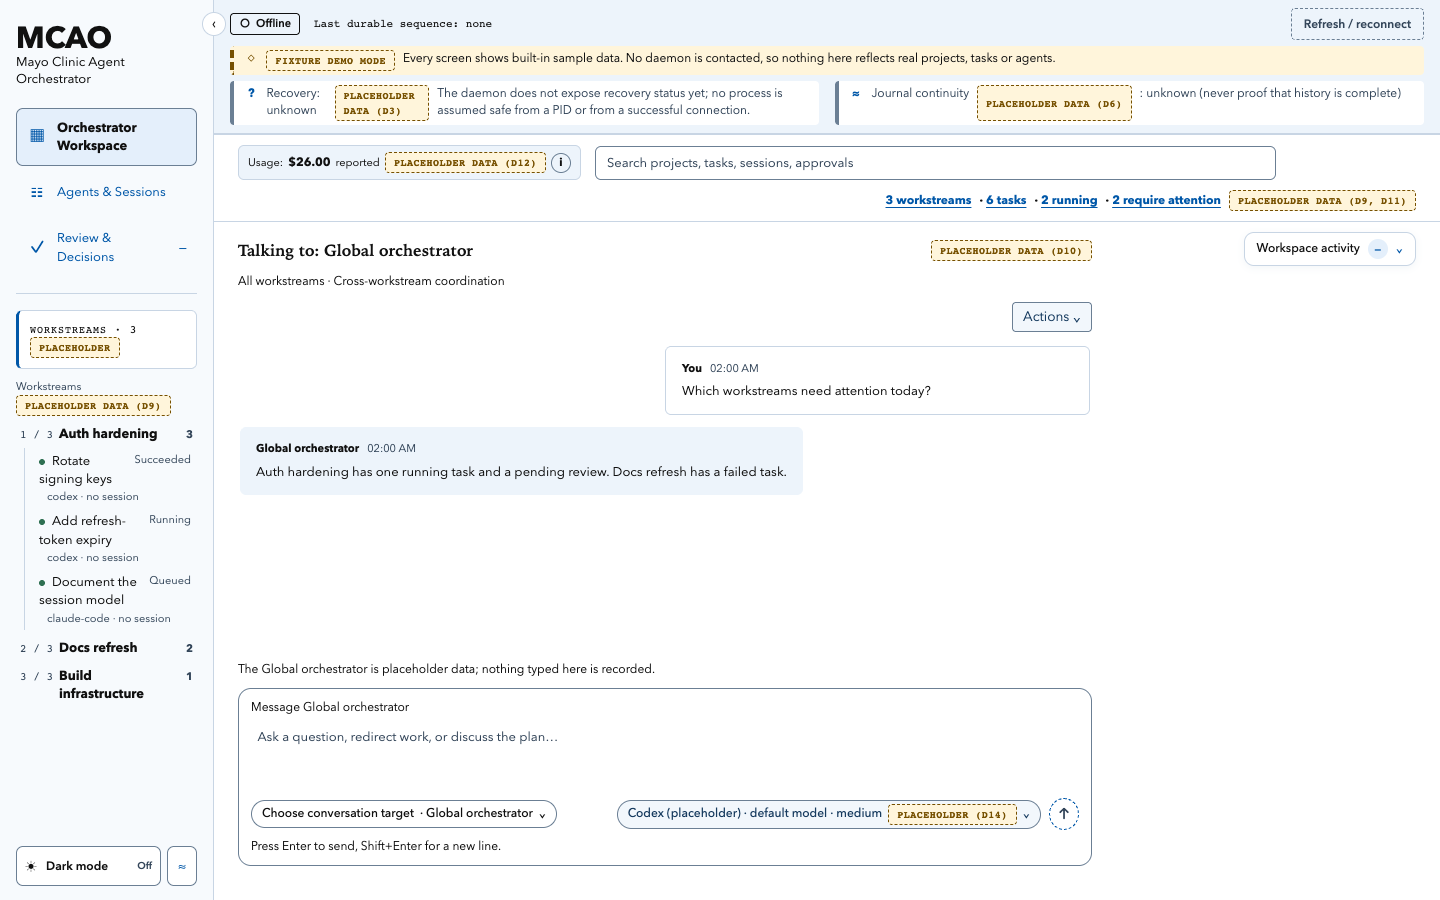 MCAO
Mayo Clinic Agent
Orchestrator
Orchestrator
Workspace
Agents & Sessions
Review &
Decisions
–
WORKSTREAMS · 3
PLACEHOLDER
Workstreams
PLACEHOLDER DATA (D9)
1 / 3 Auth hardening 3
Rotate signing keys Succeeded
codex · no session
Add refresh-token expiry Running
codex · no session
Document the session model Queued
claude-code · no session
2 / 3 Docs refresh 2
3 / 3 Build infrastructure 1
Dark mode Off
≈
‹
Offline
Last durable sequence: none
Refresh / reconnect
FIXTURE DEMO MODE Every screen shows built-in sample data. No daemon is contacted, so nothing here reflects real projects, tasks or agents.
? Recovery: unknown
PLACEHOLDER DATA (D3)
The daemon does not expose recovery status yet; no process is
assumed safe from a PID or from a successful connection.
≈ Journal continuity PLACEHOLDER DATA (D6) : unknown (never proof that history is complete)
Usage: $26.00 reported PLACEHOLDER DATA (D12) i
Search projects, tasks, sessions, approvals
3 workstreams · 6 tasks · 2 running · 2 require attention PLACEHOLDER DATA (D9, D11)
Talking to: Global orchestrator
PLACEHOLDER DATA (D10)
Workspace activity –
All workstreams · Cross-workstream coordination
Actions
You 02:00 AM
Which workstreams need attention today?
Global orchestrator 02:00 AM
Auth hardening has one running task and a pending review. Docs refresh has a failed task.
The Global orchestrator is placeholder data; nothing typed here is recorded.
Message Global orchestrator
Ask a question, redirect work, or discuss the plan…
Choose conversation target · Global orchestrator
Codex (placeholder) · default model · medium PLACEHOLDER (D14)
Press Enter to send, Shift+Enter for a new line.